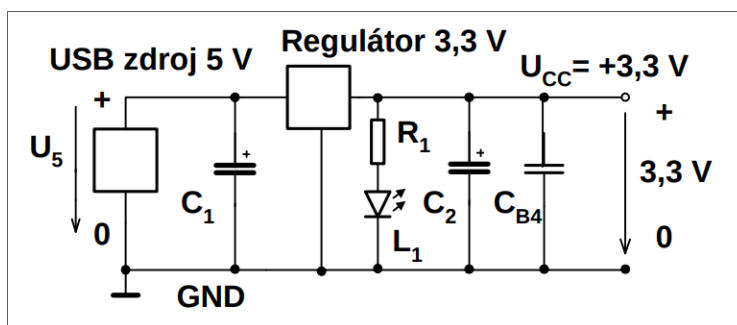 USB zdroj 5 V
Regulátor 3,3 V
U_CC= +3,3 V
+
+
U5
R1
+
+
3,3 V
C1
C2
CB4
0
0
L1
GND